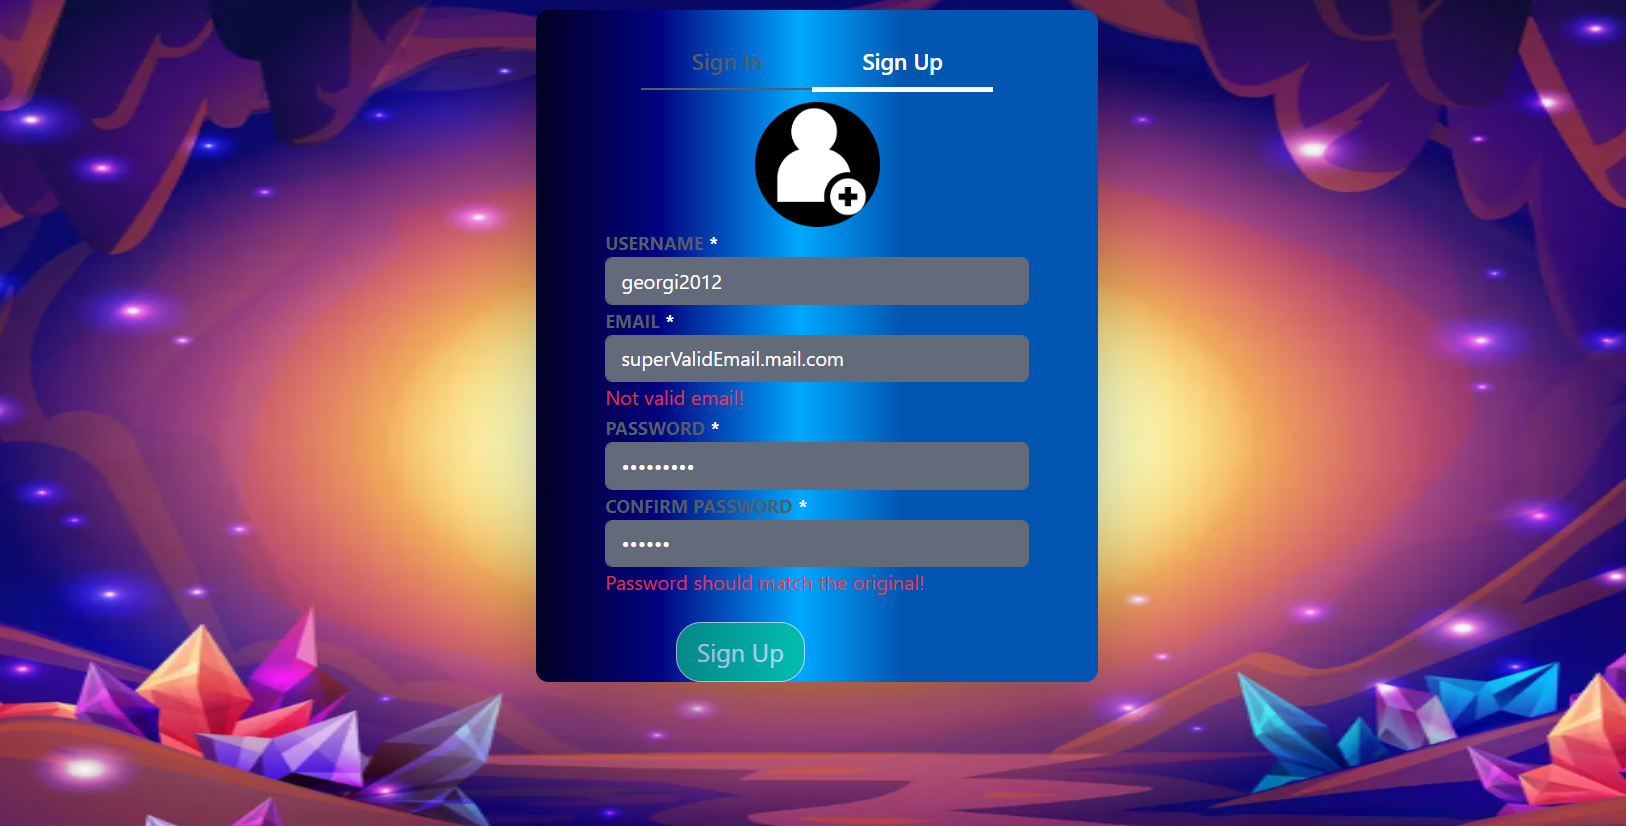 Sign In
Sign Up
USERNAME *
georgi2012
EMAIL *
superValidEmail.mail.com
Not valid email!
PASSWORD *
•••••••••
CONFIRM PASSWORD *
••••••
Password should match the original!
Sign Up